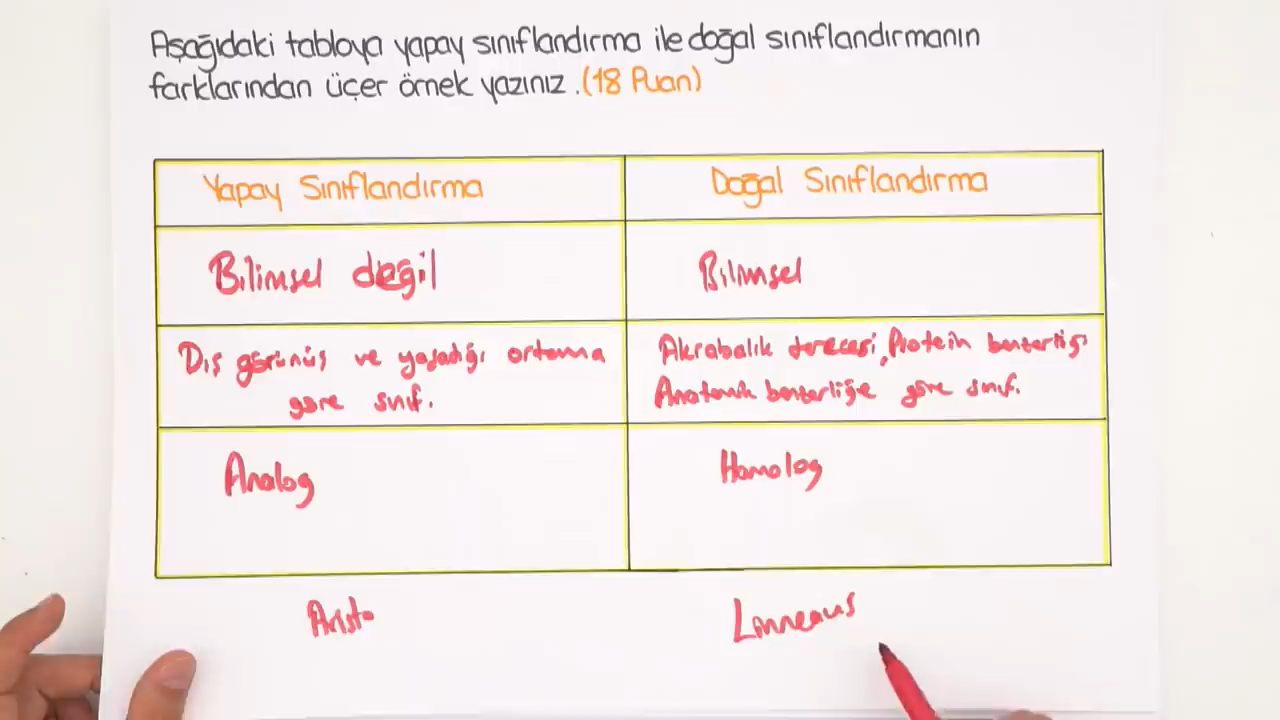 Aşağıdaki tabloya yapay sınıflandırma ile doğal sınıflandırmanın
farklarından üçer örnek yazınız. (18 Puan)
Yapay Sınıflandırma
Doğal Sınıflandırma
Bilimsel değil
Bilimsel
Dış görünüş ve yaşadığı ortama
göre sınıf.
Akrabalık derecesi, Protein benzerliği
Anatomik benzerliğe göre sınıf.
Analog
Homolog
Aristo
Linneaus